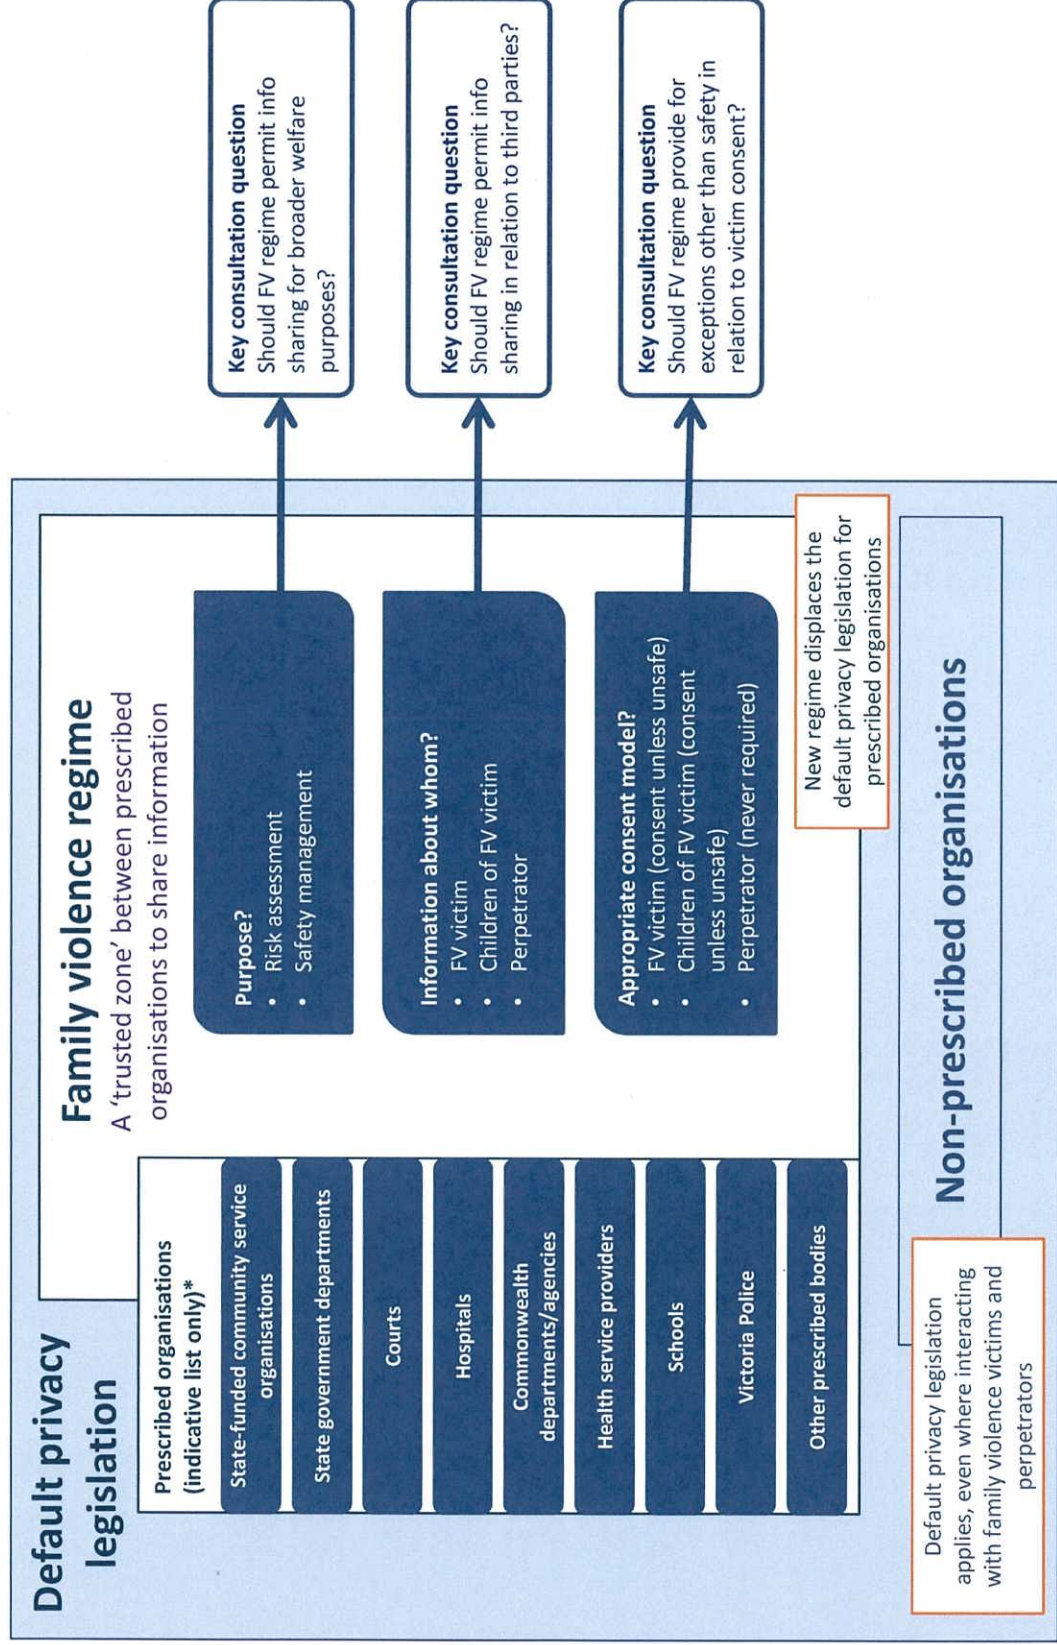 Default privacy
legislation
Family violence regime
A ‘trusted zone’ between prescribed
organisations to share information
Prescribed organisations
(indicative list only)*
State-funded community service
organisations
State government departments
Courts
Hospitals
Commonwealth
departments/agencies
Health service providers
Schools
Victoria Police
Other prescribed bodies
Purpose?
• Risk assessment
• Safety management
Information about whom?
• FV victim
• Children of FV victim
• Perpetrator
Appropriate consent model?
• FV victim (consent unless unsafe)
• Children of FV victim (consent
unless unsafe)
• Perpetrator (never required)
Key consultation question
Should FV regime permit info
sharing for broader welfare
purposes?
Key consultation question
Should FV regime permit info
sharing in relation to third parties?
Key consultation question
Should FV regime provide for
exceptions other than safety in
relation to victim consent?
New regime displaces the
default privacy legislation for
prescribed organisations
Non-prescribed organisations
Default privacy legislation
applies, even where interacting
with family violence victims and
perpetrators